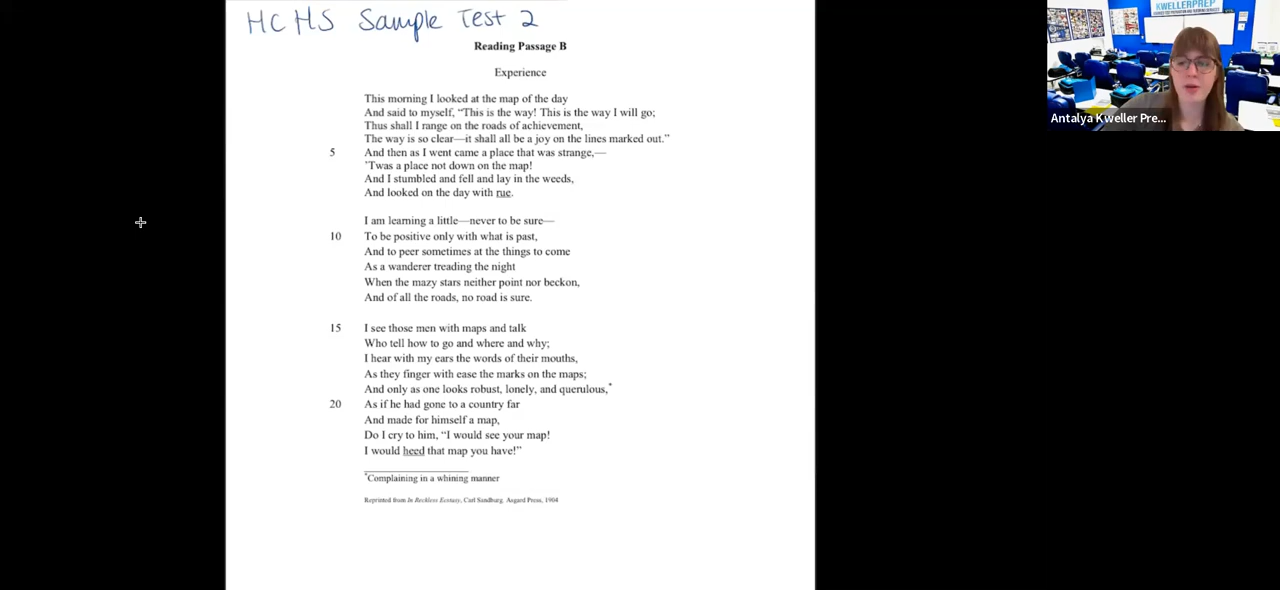 HCHS Sample Test 2
Reading Passage B
Experience
This morning I looked at the map of the day
And said to myself, “This is the way! This is the way I will go;
Thus shall I range on the roads of achievement,
The way is so clear—it shall all be a joy on the lines marked out.”
5 And then as I went came a place that was strange,—
’Twas a place not down on the map!
And I stumbled and fell and lay in the weeds,
And looked on the day with rue.
I am learning a little—never to be sure—
10 To be positive only with what is past,
And to peer sometimes at the things to come
As a wanderer treading the night
When the mazy stars neither point nor beckon,
And of all the roads, no road is sure.
15 I see those men with maps and talk
Who tell how to go and where and why;
I hear with my ears the words of their mouths,
As they finger with ease the marks on the maps;
And only as one looks robust, lonely, and querulous,*
20 As if he had gone to a country far
And made for himself a map,
Do I cry to him, “I would see your map!
I would heed that map you have!”
*Complaining in a whining manner
Reprinted from In Reckless Ecstasy, Carl Sandburg. Asgard Press, 1904
KWELLERPREP
Antalya Kweller Pre...